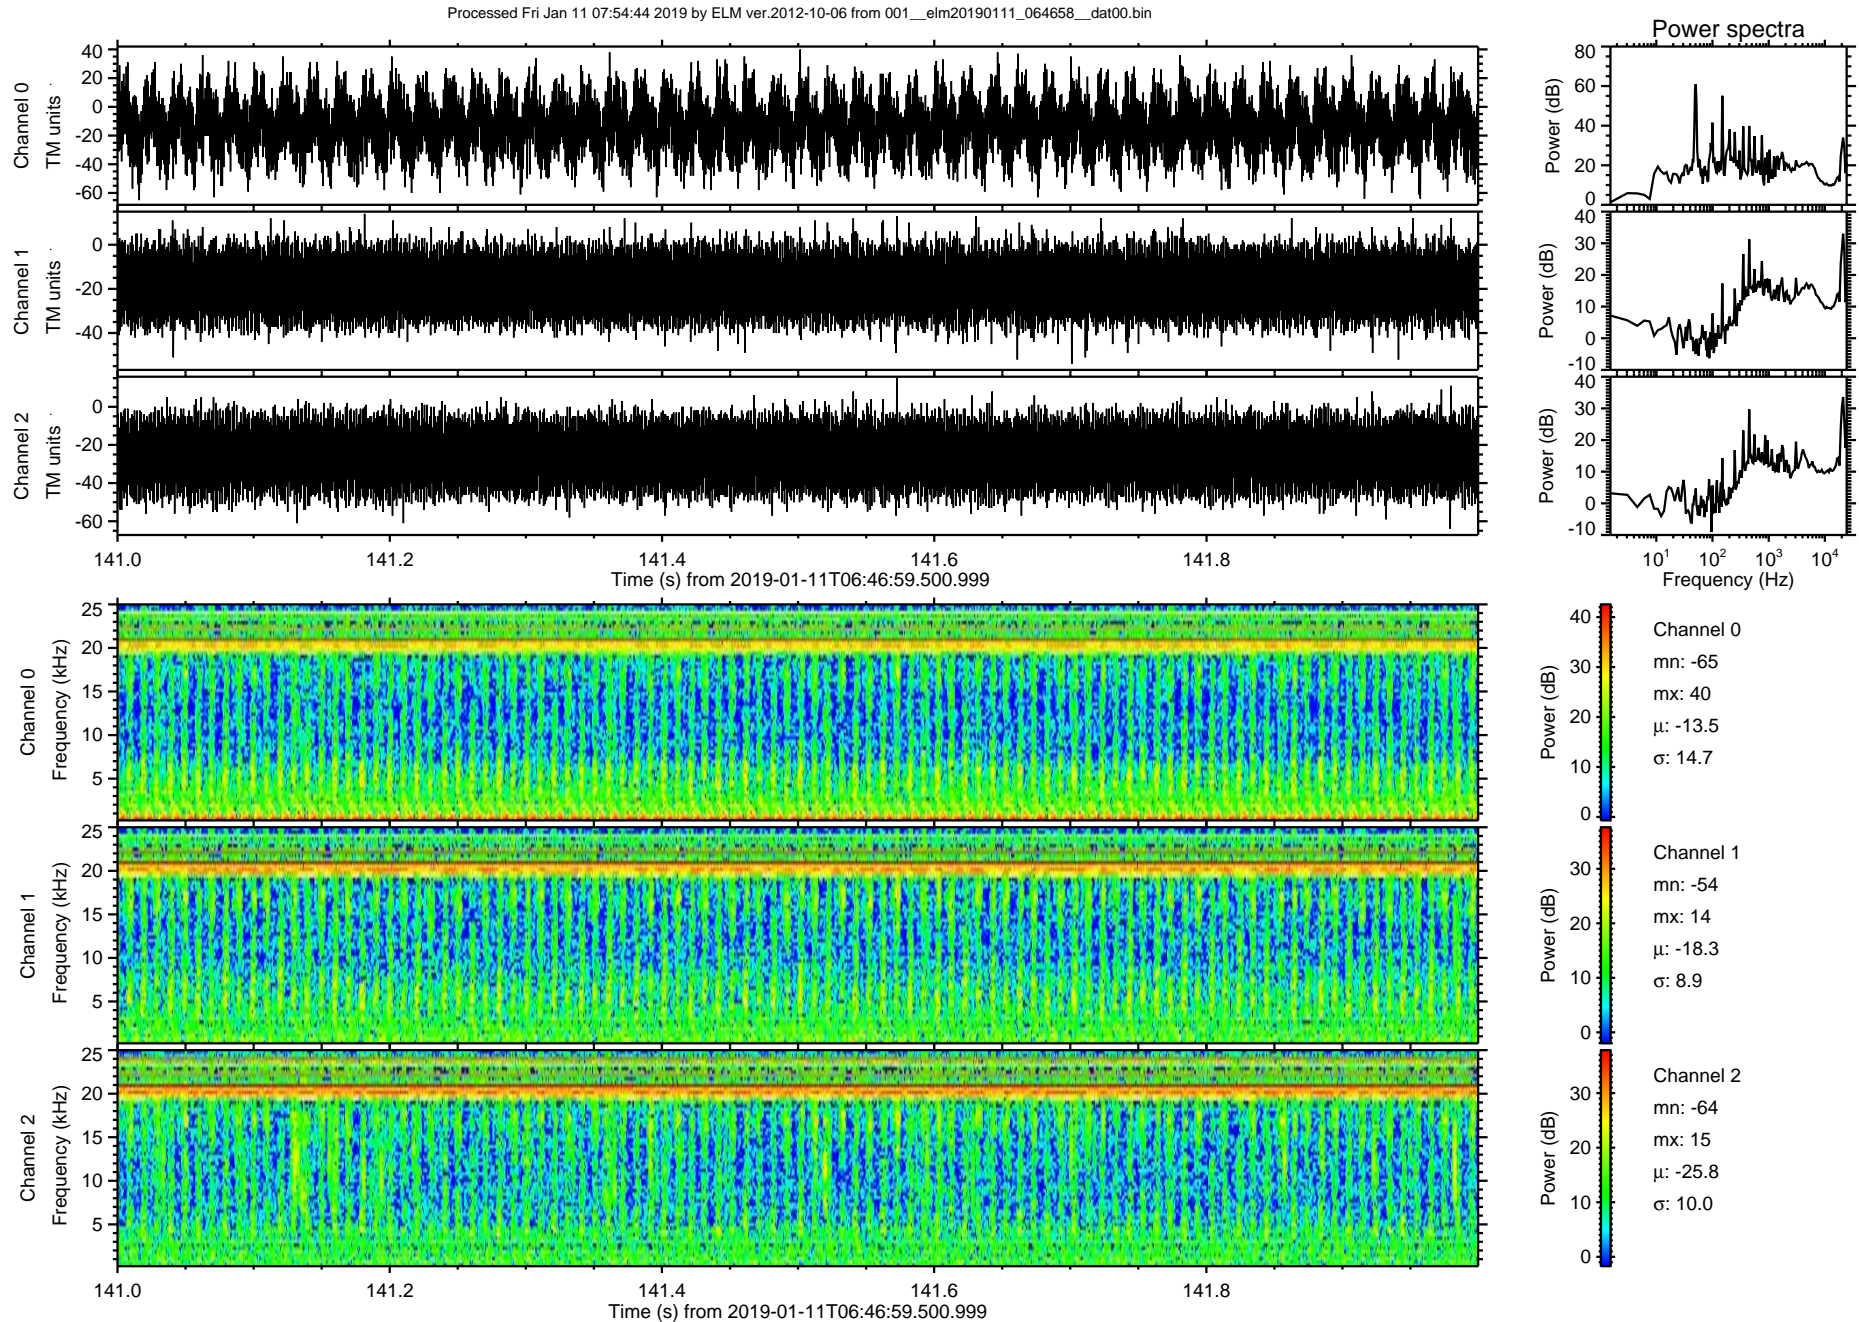 Processed Fri Jan 11 07:54:44 2019 by ELM ver.2012-10-06 from 001__elm20190111_064658__dat00.bin
Power spectra
Channel 0
TM units
40
20
0
-20
-40
-60
Power (dB)
80
60
40
20
0
Channel 1
TM units
0
-20
-40
Power (dB)
40
30
20
10
0
-10
Channel 2
TM units
0
-20
-40
-60
Power (dB)
40
30
20
10
0
-10
141.0 141.2 141.4 141.6 141.8
Time (s) from 2019-01-11T06:46:59.500.999
10^1 10^2 10^3 10^4
Frequency (Hz)
Channel 0
Frequency (kHz)
25
20
15
10
5
Power (dB)
40
30
20
10
0
Channel 0
mn: -65
mx: 40
μ: -13.5
σ: 14.7
Channel 1
Frequency (kHz)
25
20
15
10
5
Power (dB)
30
20
10
0
Channel 1
mn: -54
mx: 14
μ: -18.3
σ: 8.9
Channel 2
Frequency (kHz)
25
20
15
10
5
Power (dB)
30
20
10
0
Channel 2
mn: -64
mx: 15
μ: -25.8
σ: 10.0
141.0 141.2 141.4 141.6 141.8
Time (s) from 2019-01-11T06:46:59.500.999